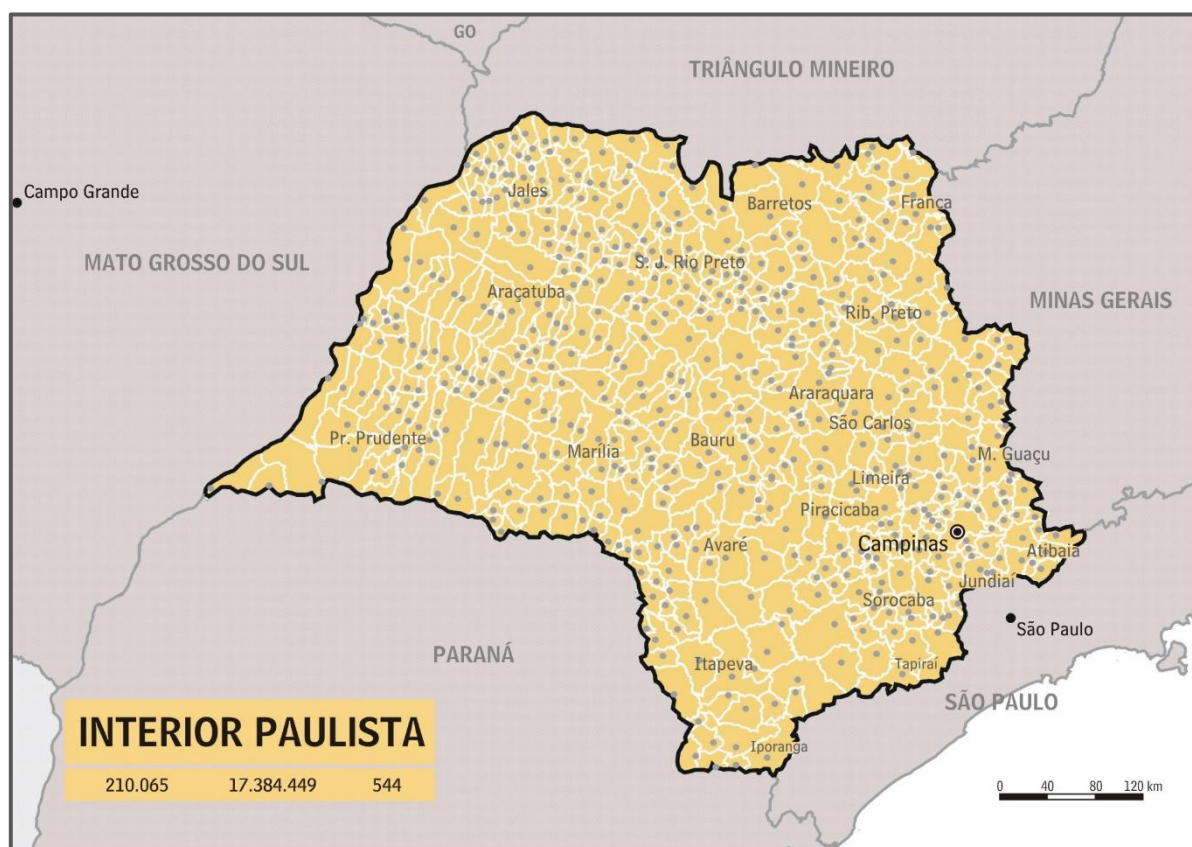 GO
TRIÂNGULO MINEIRO
Campo Grande
Jales
Barretos
Franca
MATO GROSSO DO SUL
S. J. Rio Preto
Araçatuba
MINAS GERAIS
Rib. Preto
Araraquara
São Carlos
Pr. Prudente
Marília
Bauru
M. Guaçu
Limeira
Piracicaba
Avaré
Campinas
Atibaia
Jundiaí
Sorocaba
São Paulo
PARANÁ
Itapeva
Tapiraí
SÃO PAULO
INTERIOR PAULISTA
Iporanga
210.065 17.384.449 544
0 40 80 120 km